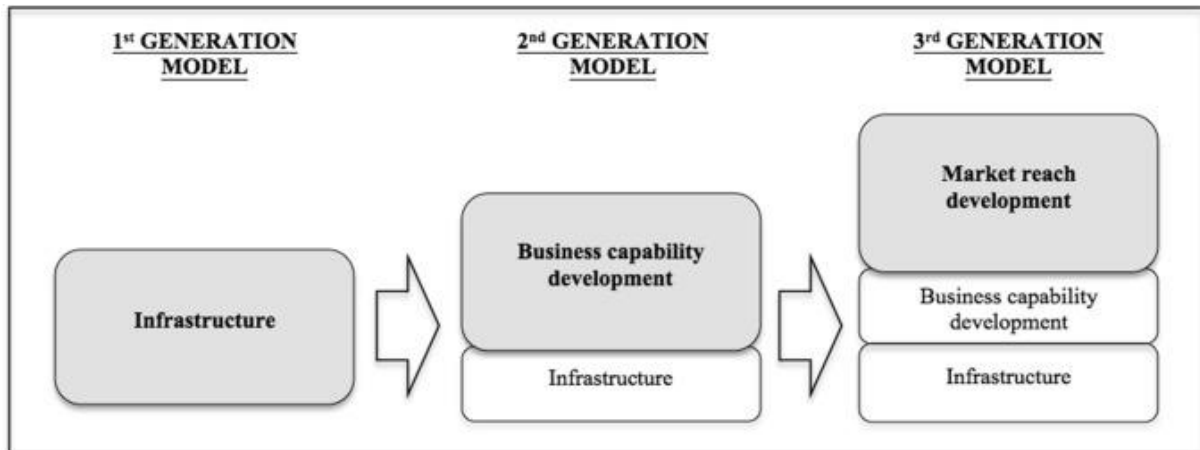 1st GENERATION
MODEL
2nd GENERATION
MODEL
3rd GENERATION
MODEL
Infrastructure
Business capability
development
Infrastructure
Market reach
development
Business capability
development
Infrastructure